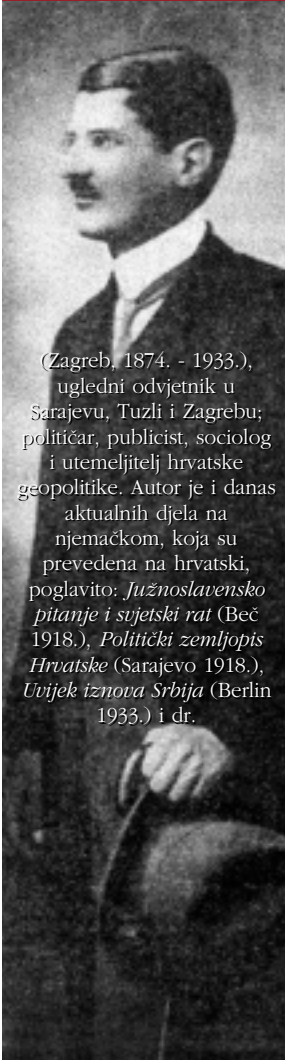 (Zagreb, 1874. - 1933.),
ugledni odvjetnik u
Sarajevu, Tuzli i Zagrebu;
političar, publicist, sociolog
i utemeljitelj hrvatske
geopolitike. Autor je i danas
aktualnih djela na
njemačkom, koja su
prevedena na hrvatski,
poglavito: Južnoslavensko
pitanje i svjetski rat (Beč
1918.), Politički zemljopis
Hrvatske (Sarajevo 1918.),
Uvijek iznova Srbija (Berlin
1933.) i dr.